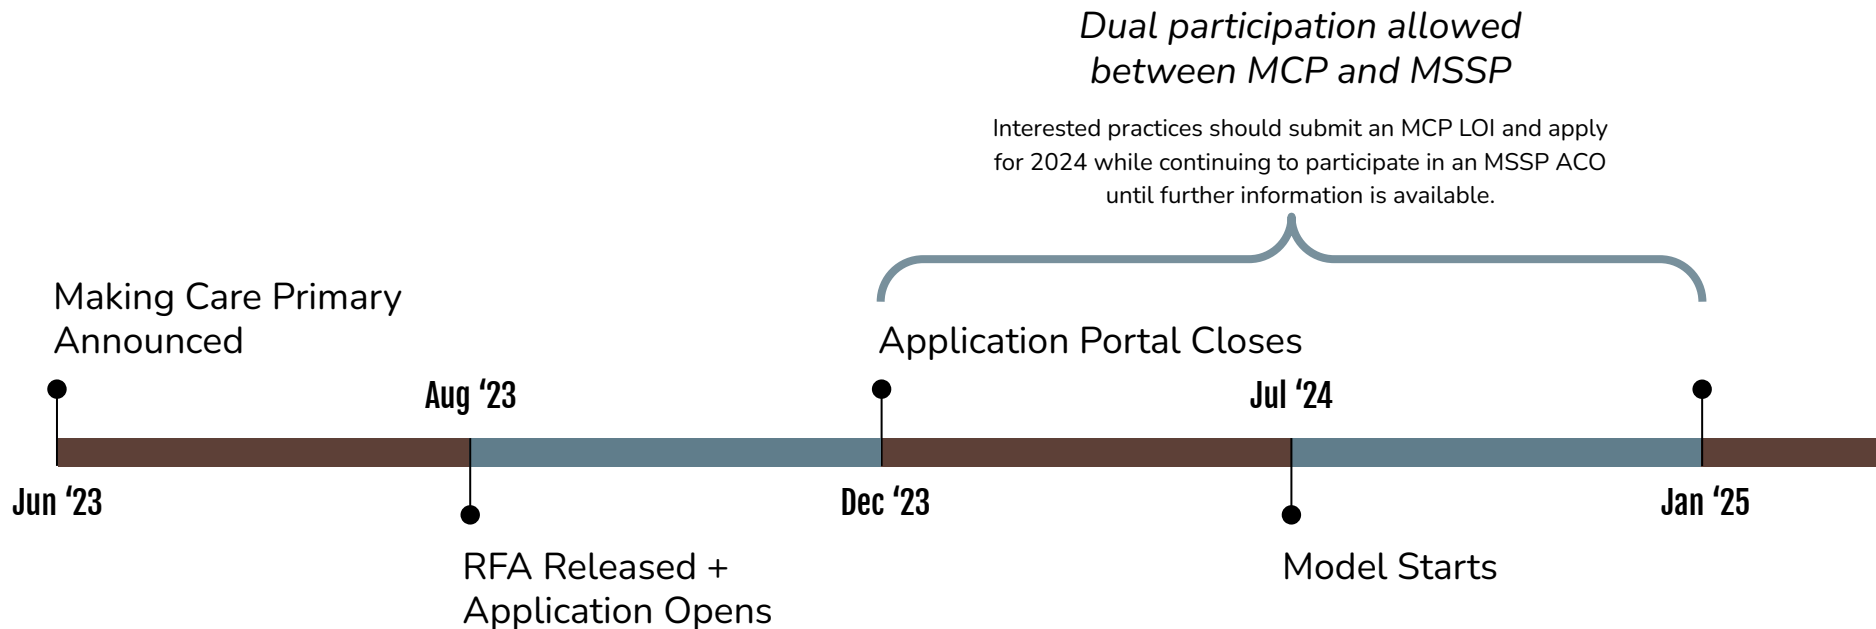 Dual participation allowed
between MCP and MSSP
Interested practices should submit an MCP LOI and apply
for 2024 while continuing to participate in an MSSP ACO
until further information is available.
Making Care Primary
Announced
Application Portal Closes
Aug ‘23
Jul ‘24
Jun ‘23
Dec ‘23
Jan ‘25
RFA Released +
Application Opens
Model Starts